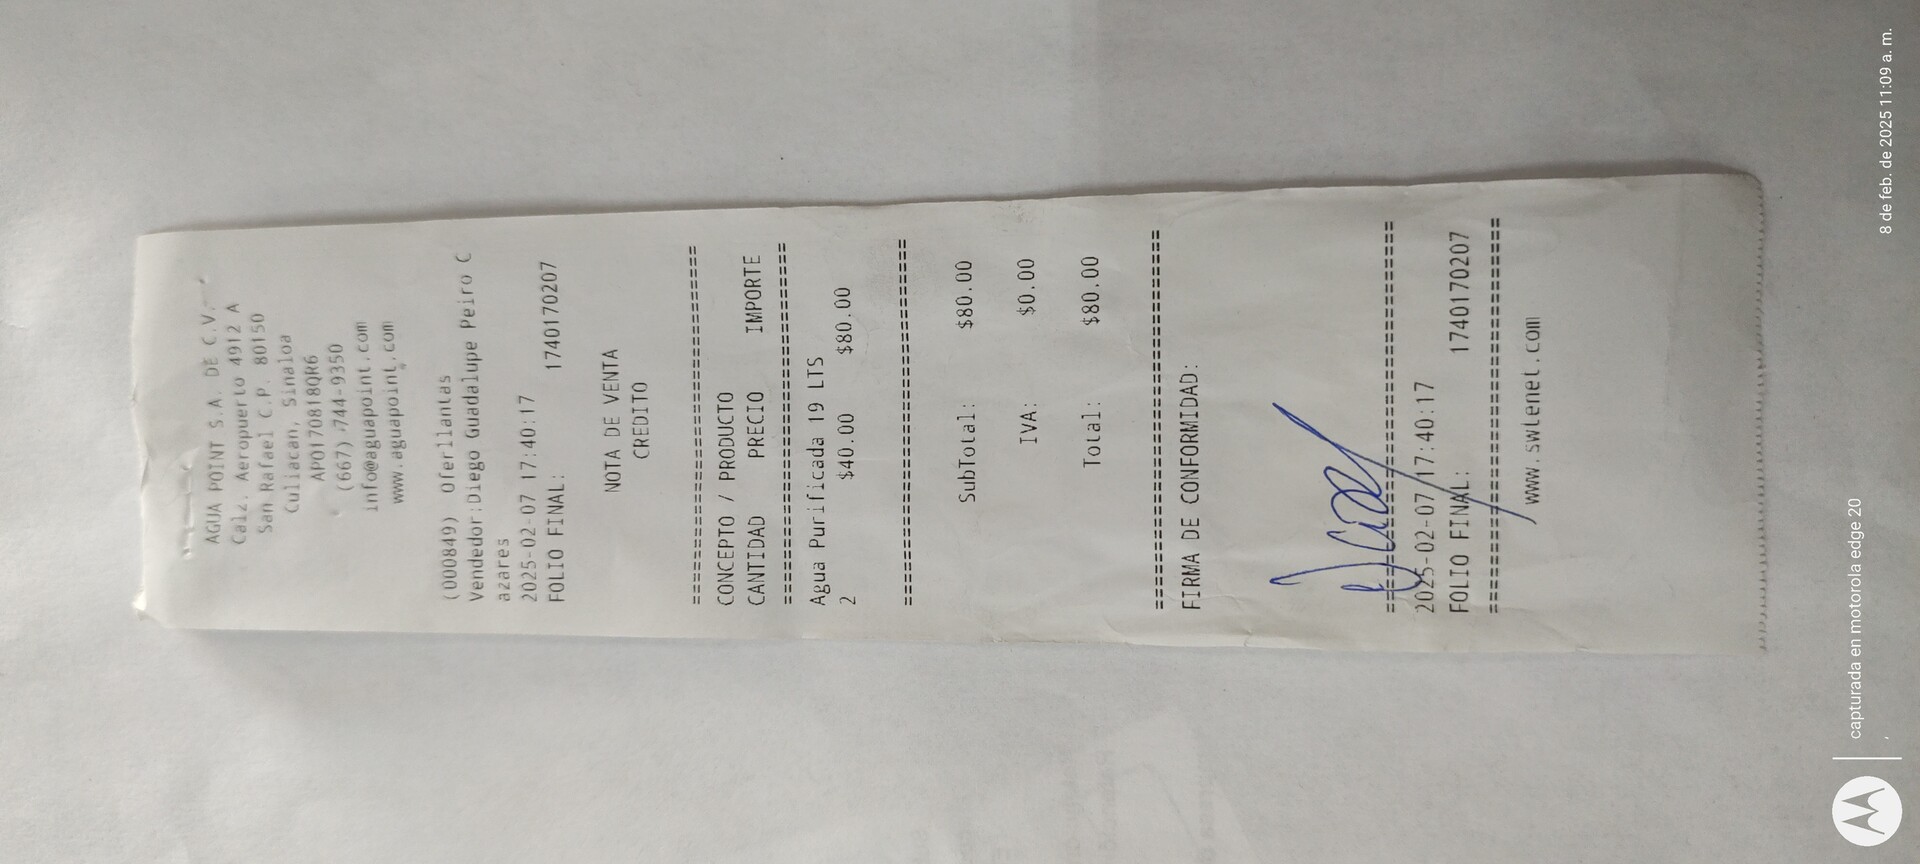 AGUA POINT S.A. DE C.V.
Calz. Aeropuerto 4912 A
San Rafael C.P. 80150
Culiacan, Sinaloa
APO170818QR6
(667) 744-9350
info@aguapoint.com
www.aguapoint.com
(000849) Oferllantas
Vendedor:Diego Guadalupe Peiro C
azares
2025-02-07 17:40:17
FOLIO FINAL: 1740170207
NOTA DE VENTA
CREDITO
================================
CONCEPTO / PRODUCTO
CANTIDAD PRECIO IMPORTE
================================
Agua Purificada 19 LTS
2 $40.00 $80.00
================================
SubTotal: $80.00
IVA: $0.00
Total: $80.00
================================
FIRMA DE CONFORMIDAD:
================================
2025-02-07 17:40:17
FOLIO FINAL: 1740170207
================================
www.swtenet.com
capturada en motorola edge 20
8 de feb. de 2025 11:09 a. m.